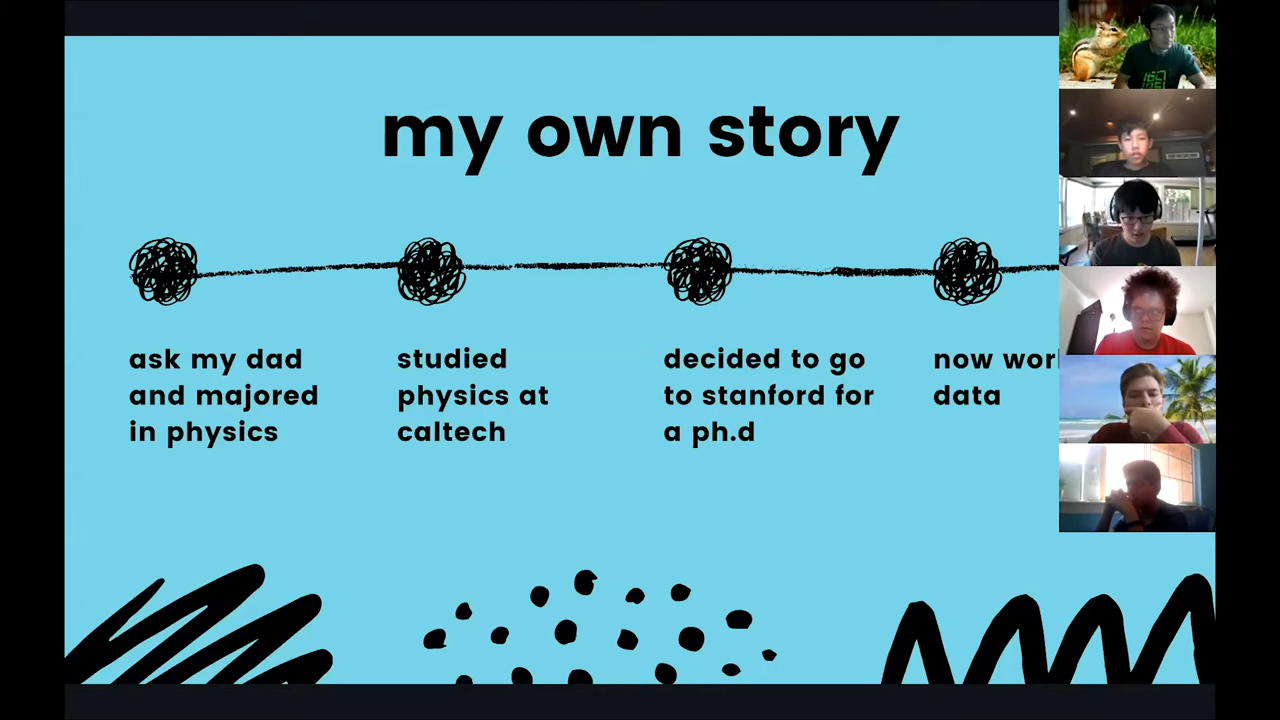 my own story
ask my dad
and majored
in physics
studied
physics at
caltech
decided to go
to stanford for
a ph.d
now
data